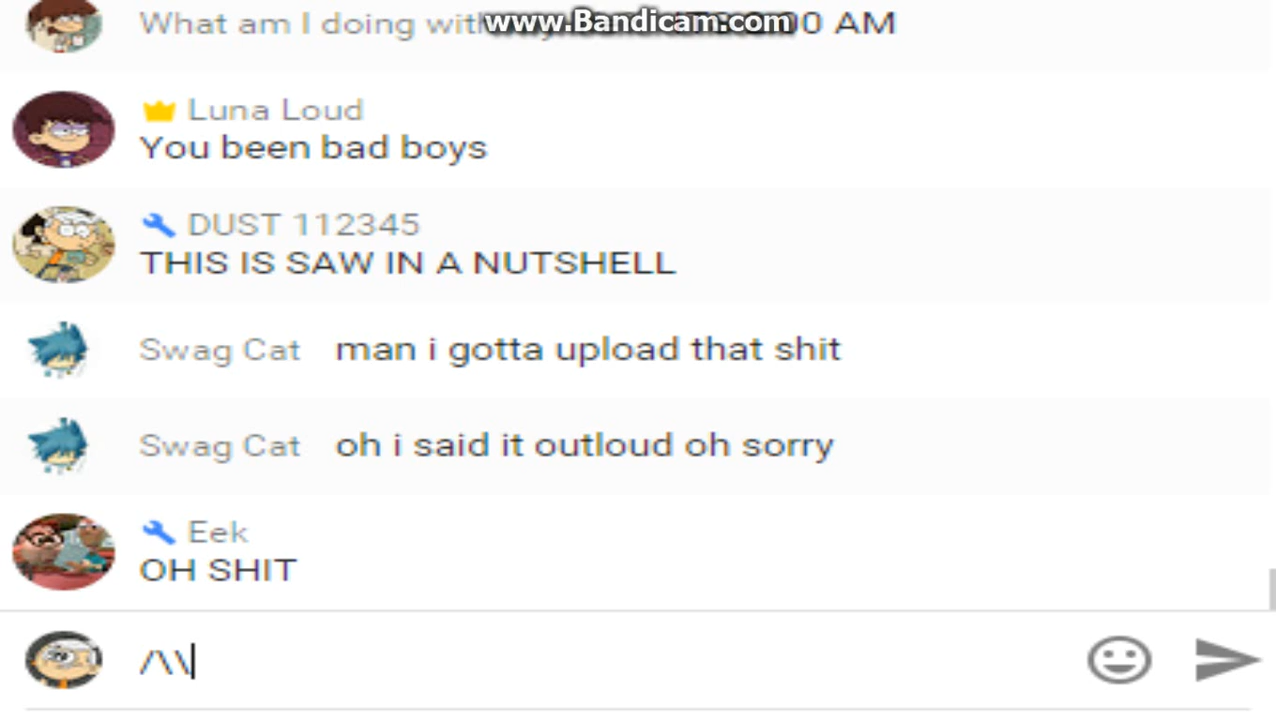 What am I doing with
www.Bandicam.com
00 AM
Luna Loud
You been bad boys
DUST 112345
THIS IS SAW IN A NUTSHELL
Swag Cat man i gotta upload that shit
Swag Cat oh i said it outloud oh sorry
Eek
OH SHIT
/\\